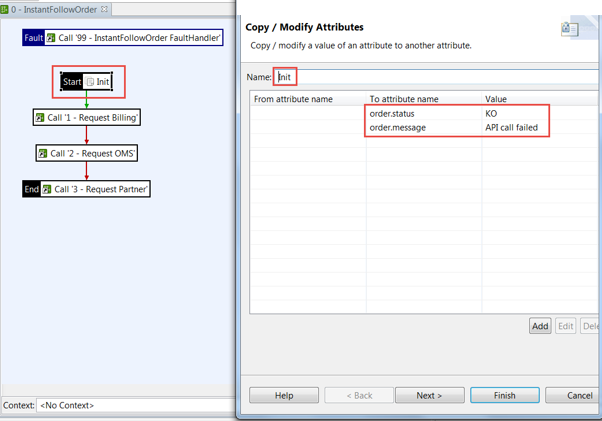 0 - InstantFollowOrder
Fault Call '99 - InstantFollowOrder FaultHandler'
Start Init
Call '1 - Request Billing'
Call '2 - Request OMS'
End Call '3 - Request Partner'
Context: <No Context>
Copy / Modify Attributes
Copy / modify a value of an attribute to another attribute.
Name: Init
From attribute name To attribute name Value
order.status KO
order.message API call failed
Add Edit Dele
Help < Back Next > Finish Cancel